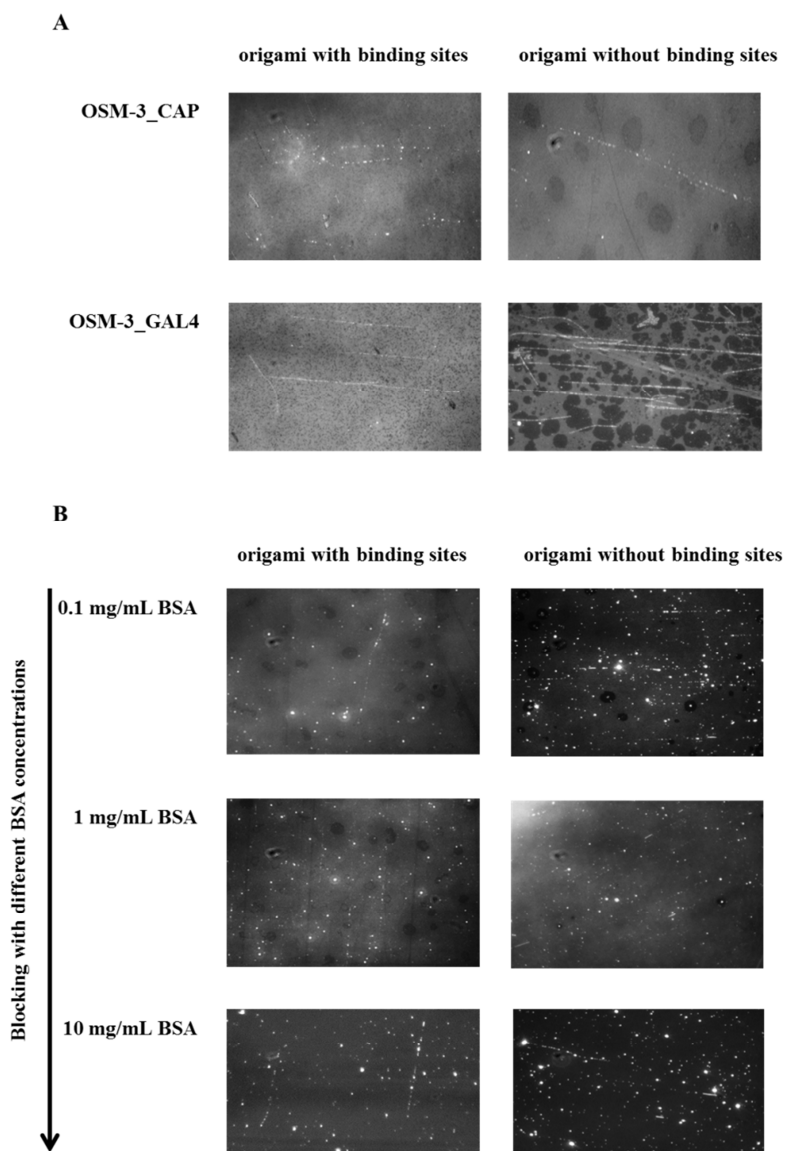 A
origami with binding sites
origami without binding sites
OSM-3_CAP
OSM-3_GAL4
B
origami with binding sites
origami without binding sites
Blocking with different BSA concentrations
0.1 mg/mL BSA
1 mg/mL BSA
10 mg/mL BSA